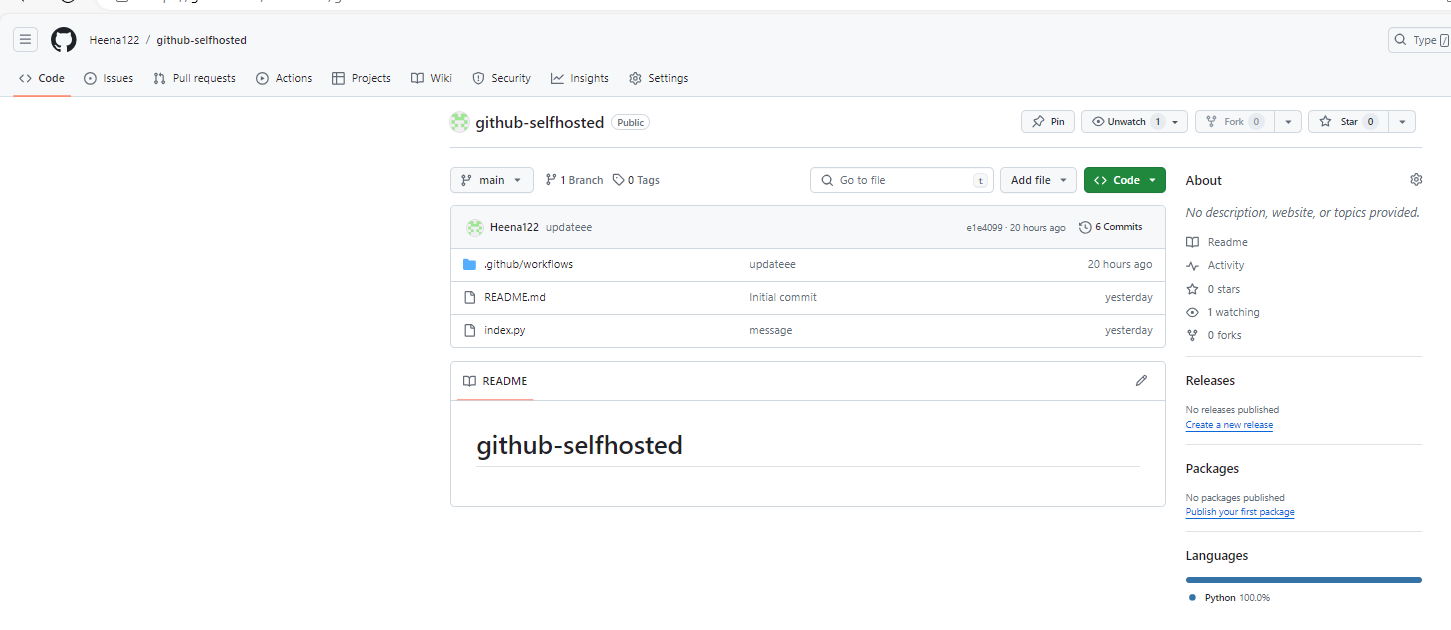 Heena122 / github-selfhosted
Type /
Code Issues Pull requests Actions Projects Wiki Security Insights Settings
github-selfhosted Public
Pin Unwatch 1 Fork 0 Star 0
main 1 Branch 0 Tags Go to file t Add file Code
Heena122 updateee e1e4099 · 20 hours ago 6 Commits
.github/workflows updateee 20 hours ago
README.md Initial commit yesterday
index.py message yesterday
README
github-selfhosted
About
No description, website, or topics provided.
Readme
Activity
0 stars
1 watching
0 forks
Releases
No releases published
Create a new release
Packages
No packages published
Publish your first package
Languages
Python 100.0%